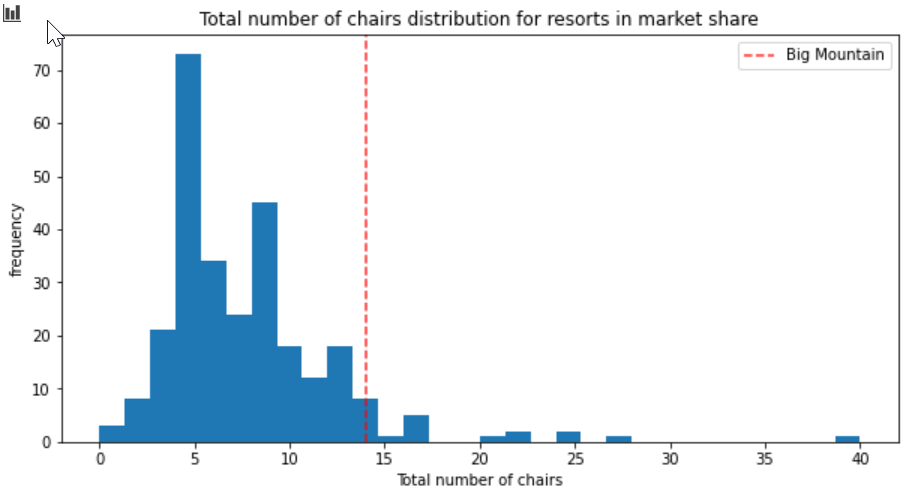 Total number of chairs distribution for resorts in market share
Big Mountain
70
60
50
40
30
20
10
0
frequency
0 5 10 15 20 25 30 35 40
Total number of chairs